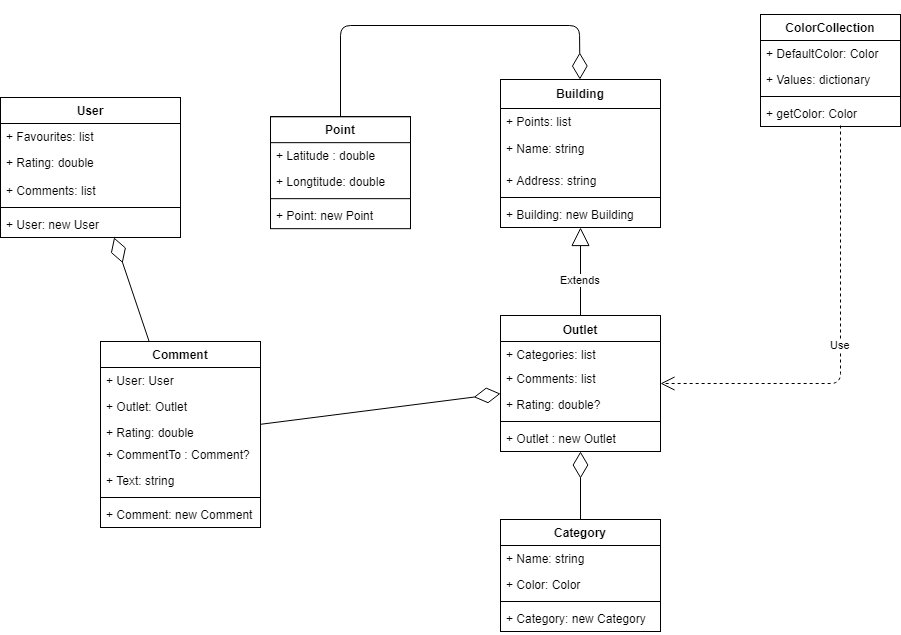 ColorCollection
+ DefaultColor: Color
+ Values: dictionary
+ getColor: Color
Building
+ Points: list
+ Name: string
+ Address: string
+ Building: new Building
User
+ Favourites: list
+ Rating: double
+ Comments: list
+ User: new User
Point
+ Latitude : double
+ Longtitude: double
+ Point: new Point
Extends
Use
Outlet
+ Categories: list
+ Comments: list
+ Rating: double?
+ Outlet : new Outlet
Comment
+ User: User
+ Outlet: Outlet
+ Rating: double
+ CommentTo : Comment?
+ Text: string
+ Comment: new Comment
Category
+ Name: string
+ Color: Color
+ Category: new Category